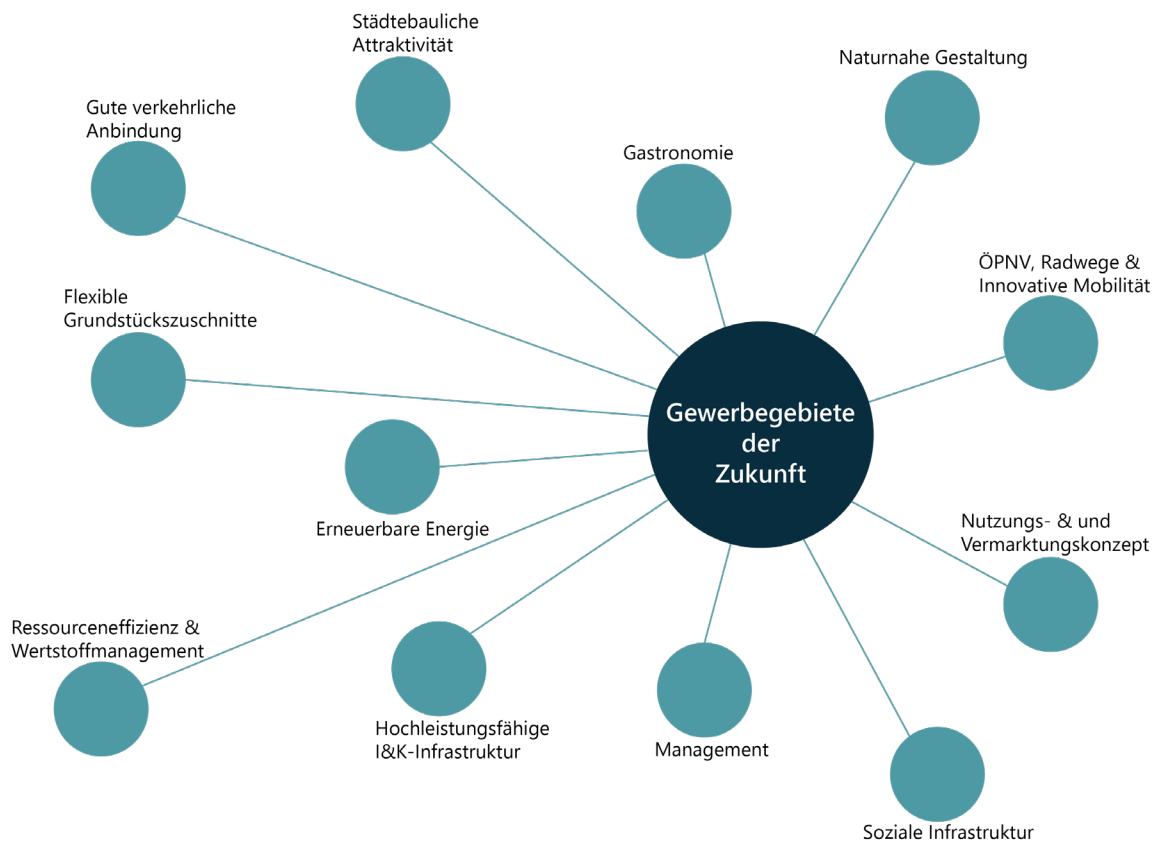 Städtebauliche
Attraktivität
Naturnahe Gestaltung
Gute verkehrliche
Anbindung
Gastronomie
ÖPNV, Radwege &
Innovative Mobilität
Flexible
Grundstückszuschnitte
Gewerbegebiete
der
Zukunft
Erneuerbare Energie
Nutzungs- & und
Vermarktungskonzept
Ressourceneffizienz &
Wertstoffmanagement
Hochleistungsfähige
I&K-Infrastruktur
Management
Soziale Infrastruktur